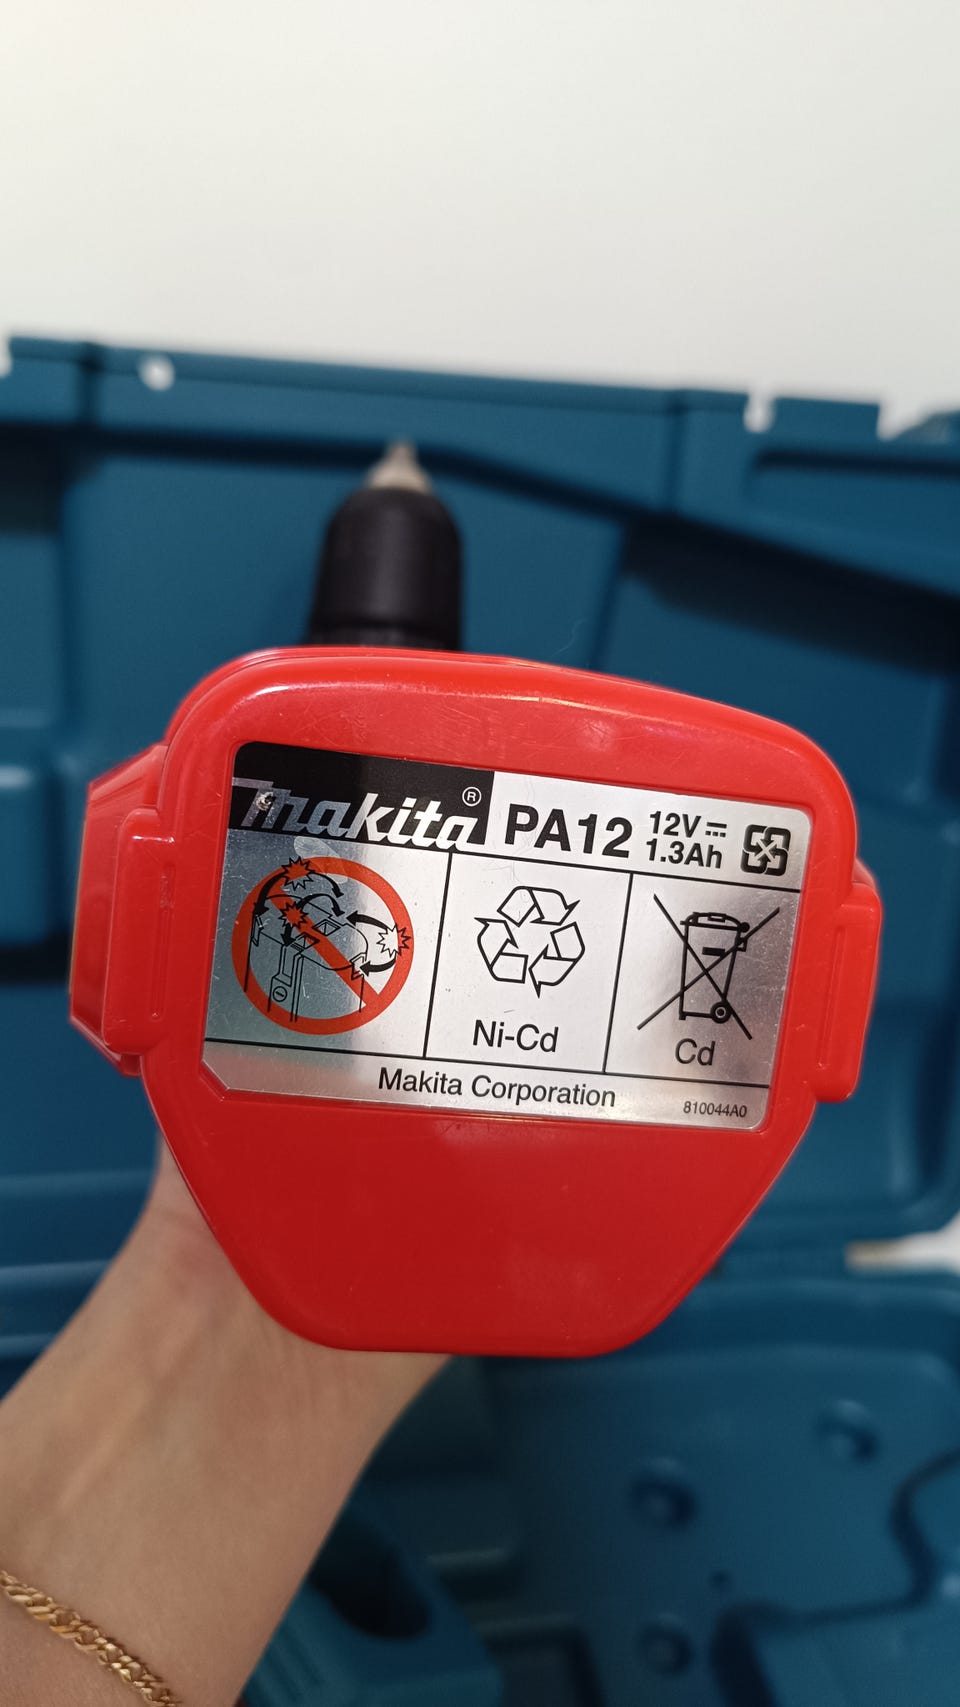 makita® PA12 12V⎓ 1.3Ah
Ni-Cd
Cd
Makita Corporation
810044A0